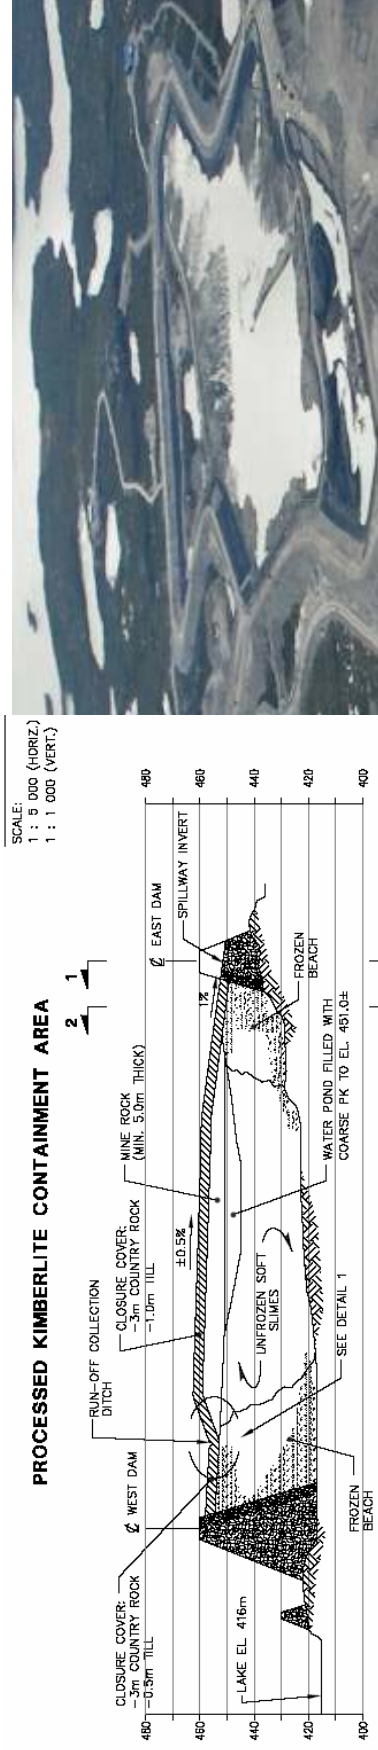 SCALE:
1 : 5 000 (HORIZ.)
1 : 1 000 (VERT.)
PROCESSED KIMBERLITE CONTAINMENT AREA
2
1
CLOSURE COVER:
-3m COUNTRY ROCK
-0.5m TILL
℄ WEST DAM
RUN-OFF COLLECTION
DITCH
CLOSURE COVER:
-3m COUNTRY ROCK
-1.0m TILL
±0.5%
MINE ROCK
(MIN. 5.0m THICK)
1%
℄ EAST DAM
SPILLWAY INVERT
480
460
440
420
400
480
460
440
420
400
LAKE EL 416m
FROZEN
BEACH
SEE DETAIL 1
UNFROZEN SOFT
SLIMES
WATER POND FILLED WITH
COARSE PK TO EL. 451.0±
FROZEN
BEACH